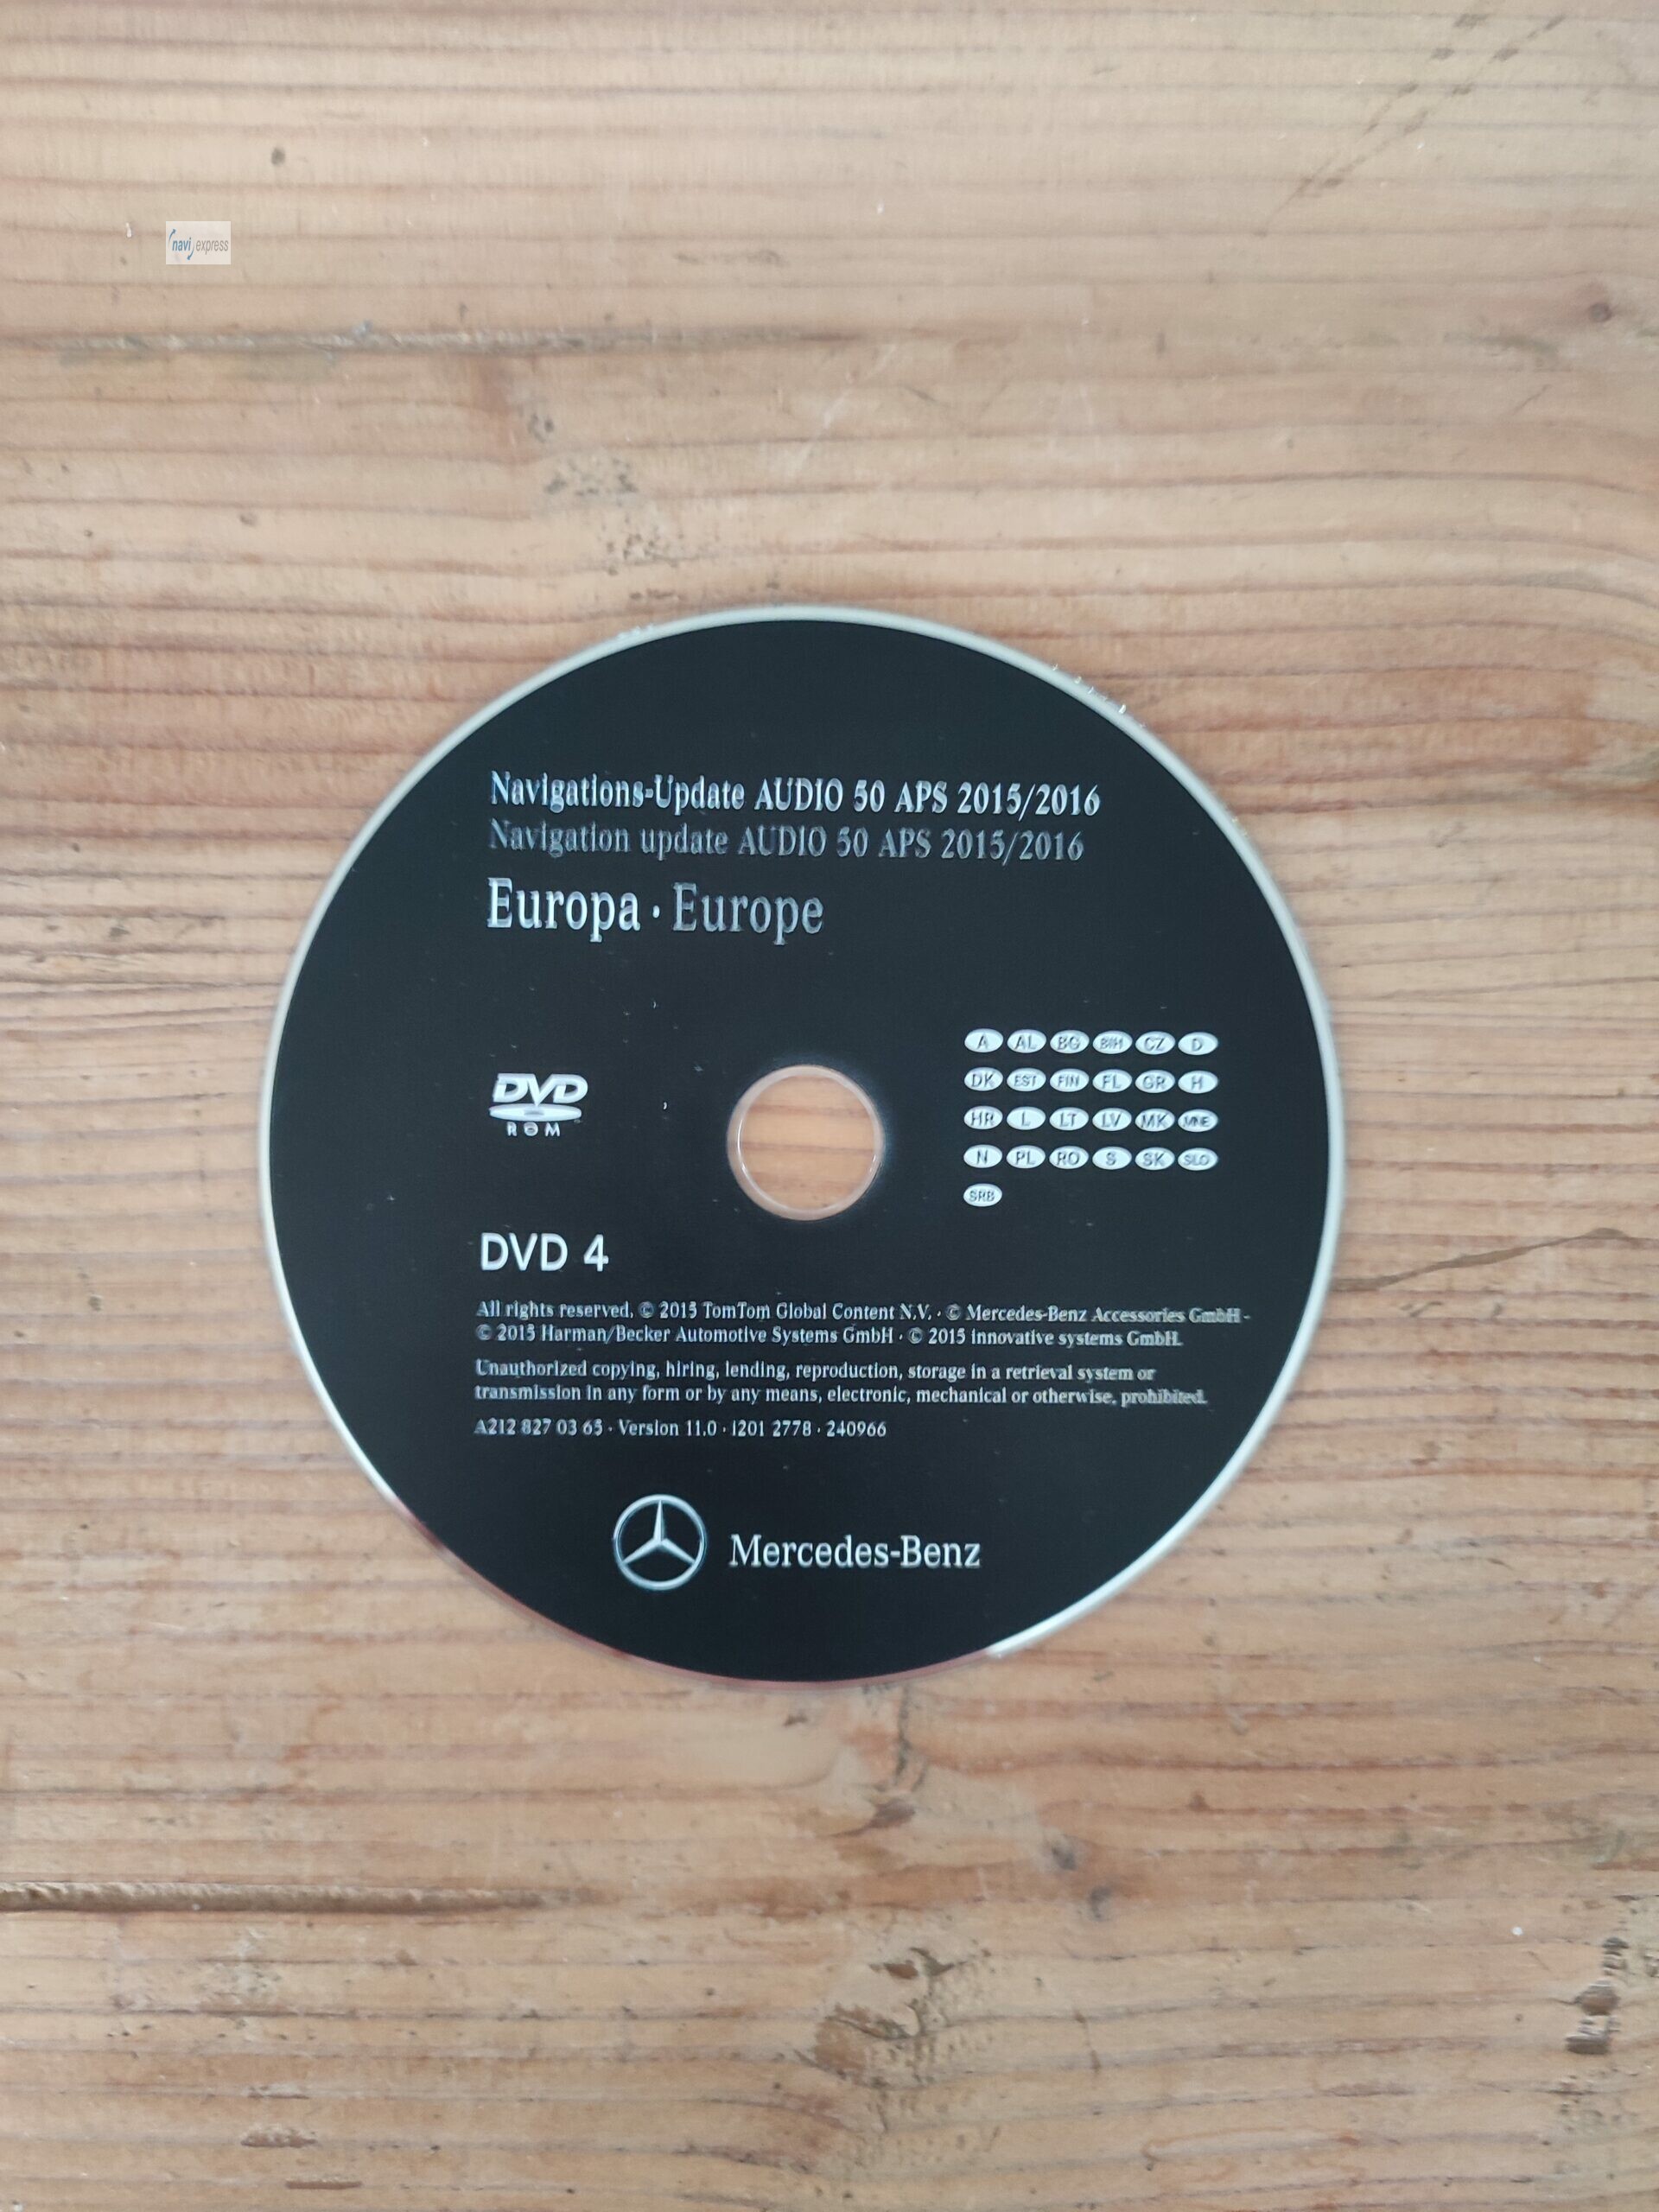 navi express
Navigations-Update AUDIO 50 APS 2015/2016
Navigation update AUDIO 50 APS 2015/2016
Europa · Europe
A AL BG BIH CZ D
DK EST FIN FL GR H
HR L LT LV MK MNE
N PL RO S SK SLO
SRB
DVD
ROM
DVD 4
All rights reserved. © 2015 TomTom Global Content N.V. · © Mercedes-Benz Accessories GmbH ·
© 2015 Harman/Becker Automotive Systems GmbH · © 2015 innovative systems GmbH.
Unauthorized copying, hiring, lending, reproduction, storage in a retrieval system or
transmission in any form or by any means, electronic, mechanical or otherwise, prohibited.
A212 827 03 65 · Version 11.0 · i201 2778 · 240966
Mercedes-Benz